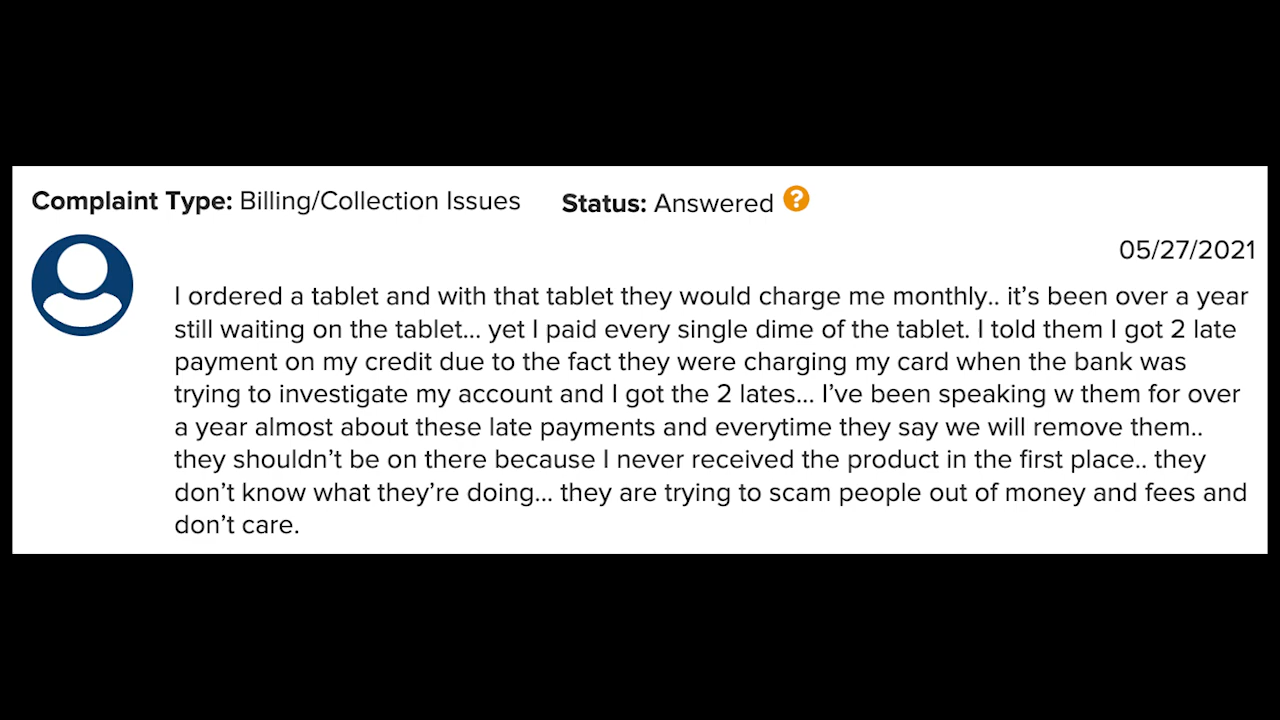 Complaint Type: Billing/Collection Issues Status: Answered ?
05/27/2021
I ordered a tablet and with that tablet they would charge me monthly.. it’s been over a year
still waiting on the tablet... yet I paid every single dime of the tablet. I told them I got 2 late
payment on my credit due to the fact they were charging my card when the bank was
trying to investigate my account and I got the 2 lates... I’ve been speaking w them for over
a year almost about these late payments and everytime they say we will remove them..
they shouldn’t be on there because I never received the product in the first place.. they
don’t know what they’re doing... they are trying to scam people out of money and fees and
don’t care.